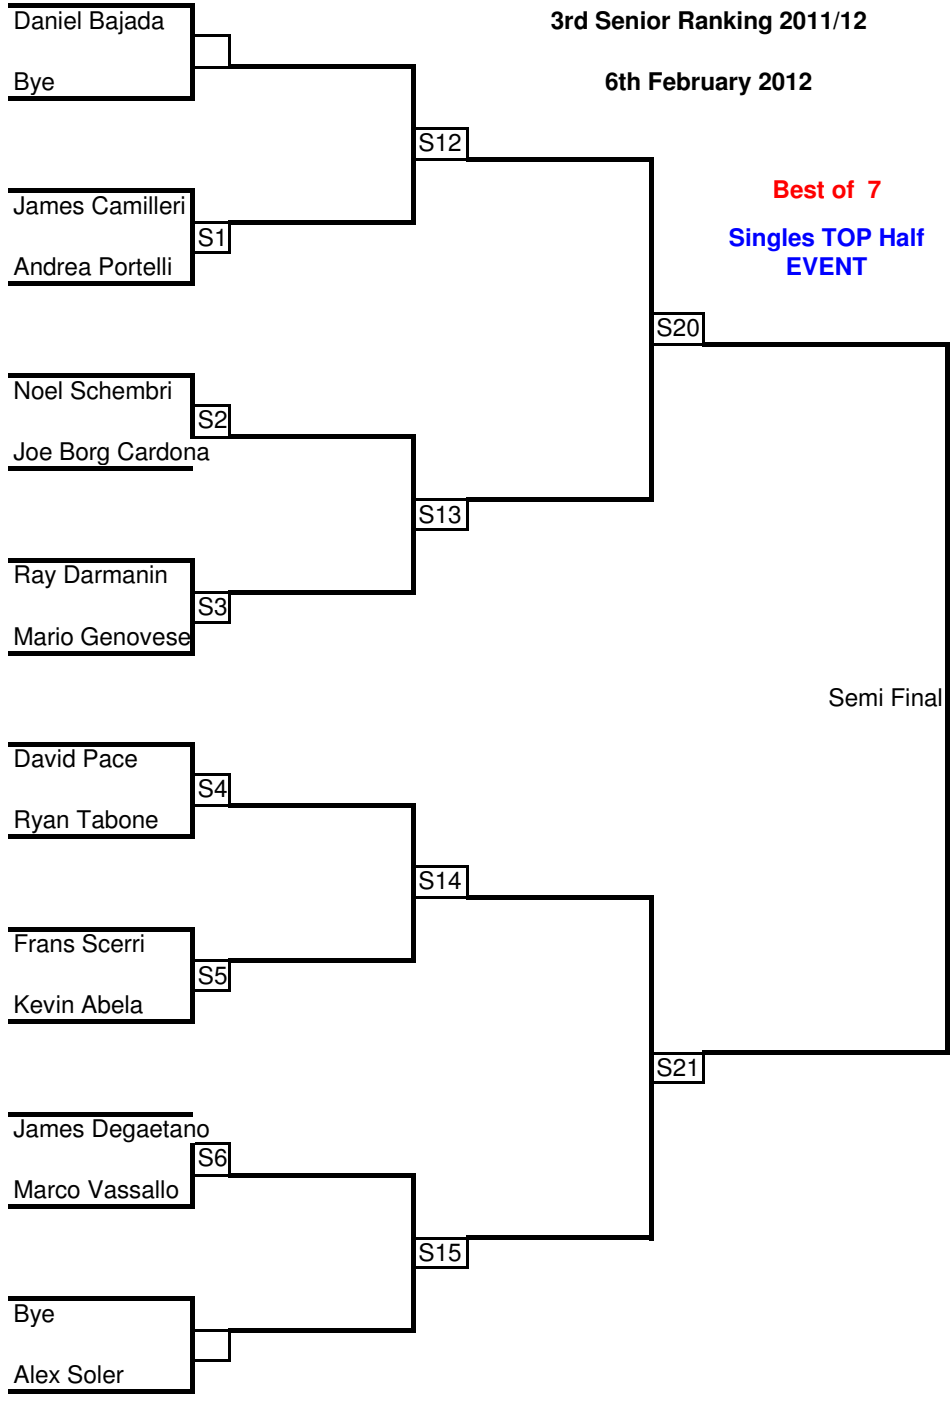 Daniel Bajada
3rd Senior Ranking 2011/12
Bye
6th February 2012
S12
James Camilleri
Best of  7
S1
Singles TOP Half
EVENT
Andrea Portelli
S20
Noel Schembri
S2
Joe Borg Cardona
S13
Ray Darmanin
S3
Mario Genovese
Semi Final
David Pace
S4
Ryan Tabone
S14
Frans Scerri
S5
Kevin Abela
S21
James Degaetano
S6
Marco Vassallo
S15
Bye
Alex Soler